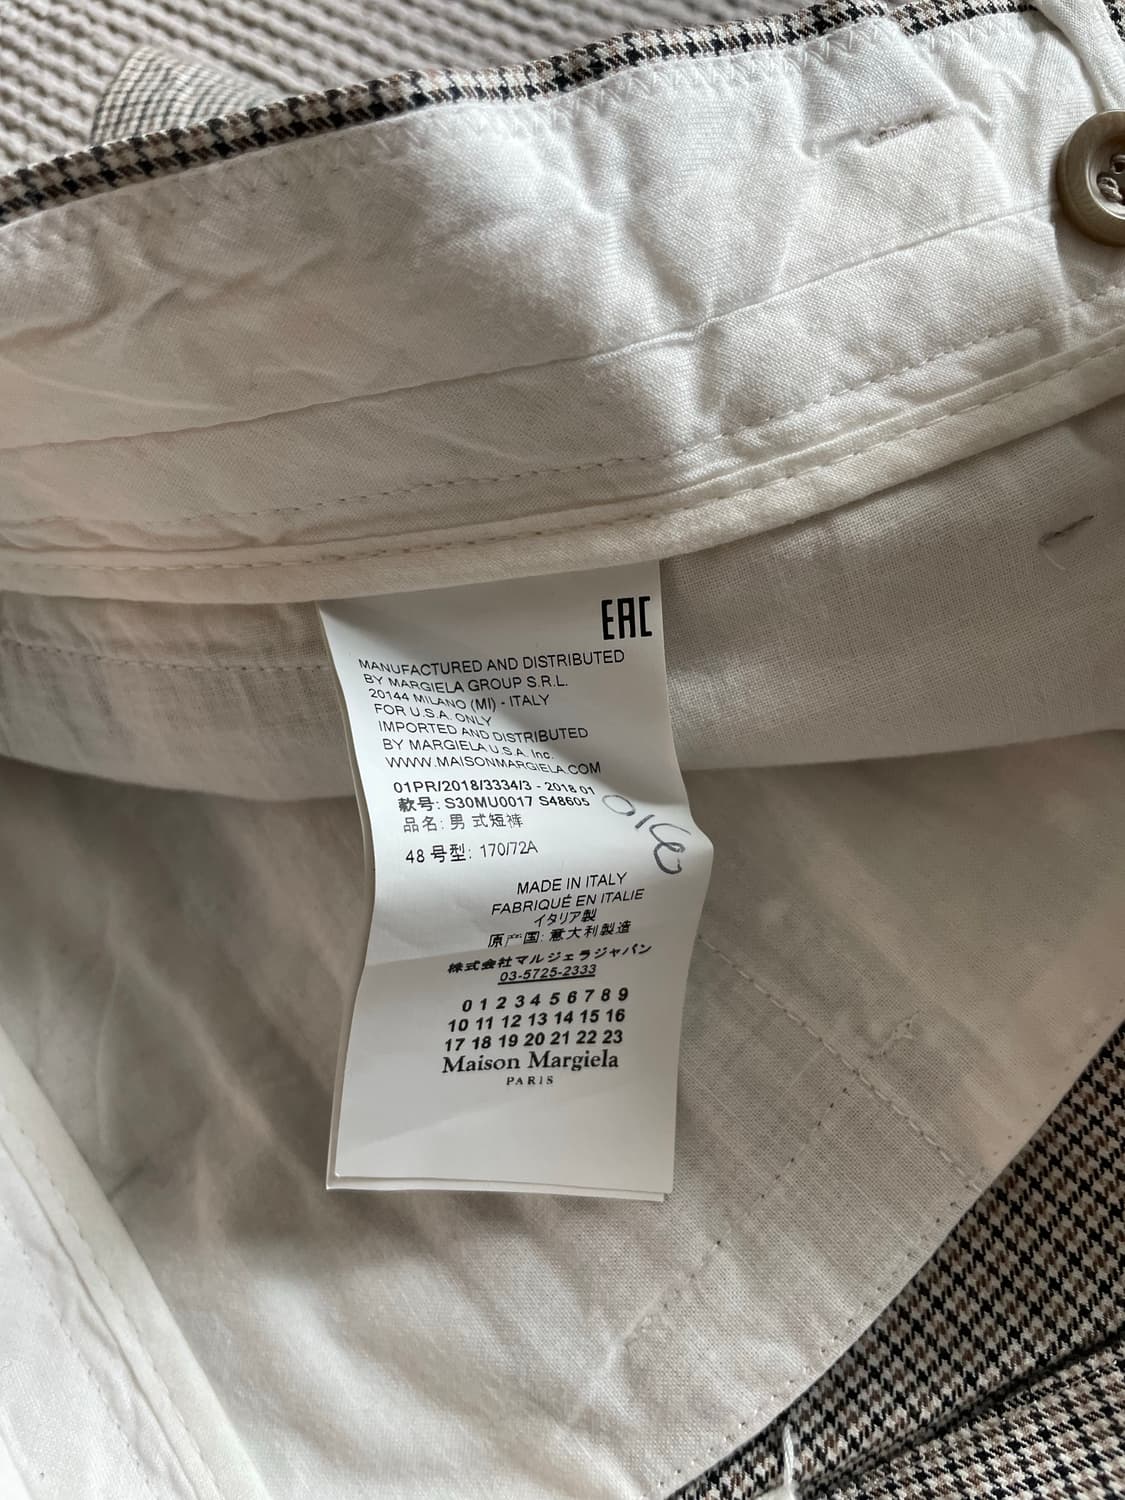 EAC
MANUFACTURED AND DISTRIBUTED
BY MARGIELA GROUP S.R.L.
20144 MILANO (MI) - ITALY
FOR U.S.A. ONLY
IMPORTED AND DISTRIBUTED
BY MARGIELA U.S.A. Inc.
WWW.MAISONMARGIELA.COM
01PR/2018/3334/3 - 2018 01
款号: S30MU0017 S48605
品名: 男 式短裤
48 号型: 170/72A
MADE IN ITALY
FABRIQUÉ EN ITALIE
イタリア製
原产国: 意大利製造
株式会社マルジェラジャパン
03-5725-2333
0 1 2 3 4 5 6 7 8 9
10 11 12 13 14 15 16
17 18 19 20 21 22 23
Maison Margiela
PARIS